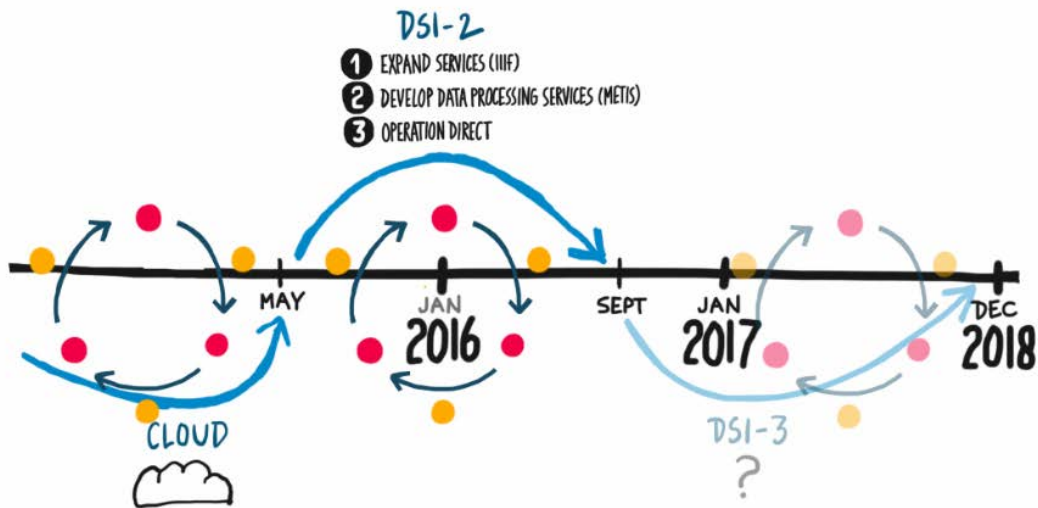 DSI-2
1 EXPAND SERVICES (IIIF)
2 DEVELOP DATA PROCESSING SERVICES (METIS)
3 OPERATION DIRECT
MAY
JAN
2016
SEPT
JAN
2017
DEC
2018
CLOUD
DSI-3
?